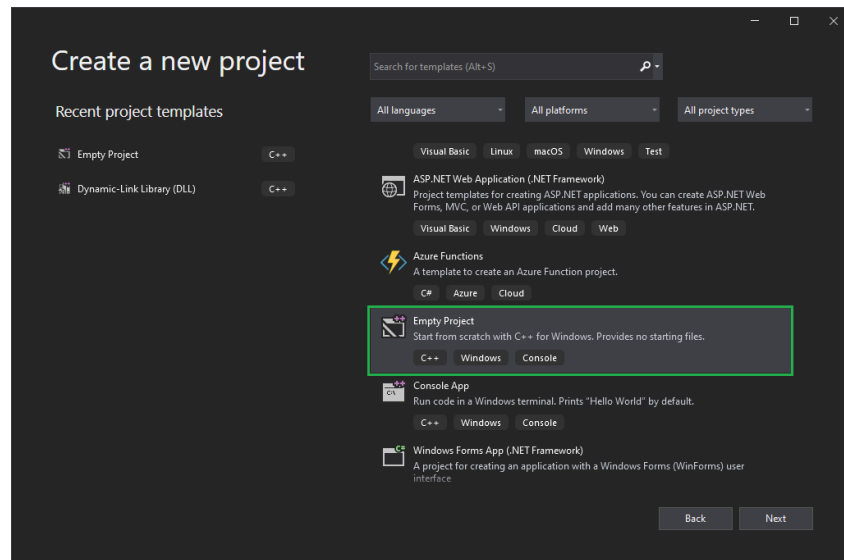 Create a new project
Search for templates (Alt+S)
Recent project templates
All languages
All platforms
All project types
Empty Project
C++
Dynamic-Link Library (DLL)
C++
Visual Basic Linux macOS Windows Test
ASP.NET Web Application (.NET Framework)
Project templates for creating ASP.NET applications. You can create ASP.NET Web
Forms, MVC, or Web API applications and add many other features in ASP.NET.
Visual Basic Windows Cloud Web
Azure Functions
A template to create an Azure Function project.
C# Azure Cloud
Empty Project
Start from scratch with C++ for Windows. Provides no starting files.
C++ Windows Console
Console App
Run code in a Windows terminal. Prints "Hello World" by default.
C++ Windows Console
Windows Forms App (.NET Framework)
A project for creating an application with a Windows Forms (WinForms) user
interface
Back
Next